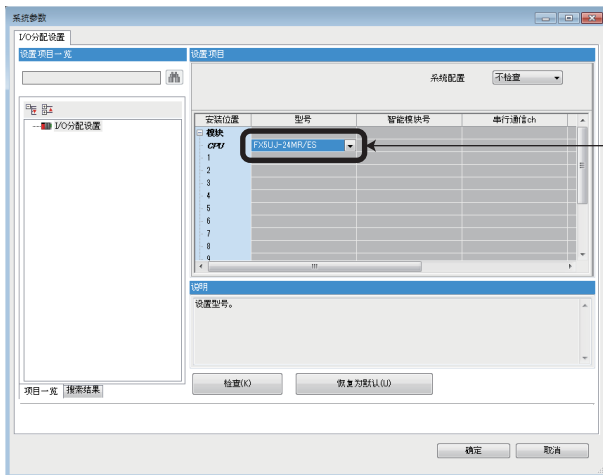 系统参数
I/O分配设置
设置项目一览
设置项目
系统配置 不检查
I/O分配设置
安装位置 型号 智能模块号 串行通信ch
模块
CPU FX5UJ-24MR/ES
1
2
3
4
5
6
7
8
9
说明
设置型号。
项目一览 搜索结果
检查(K) 恢复为默认(U)
确定 取消